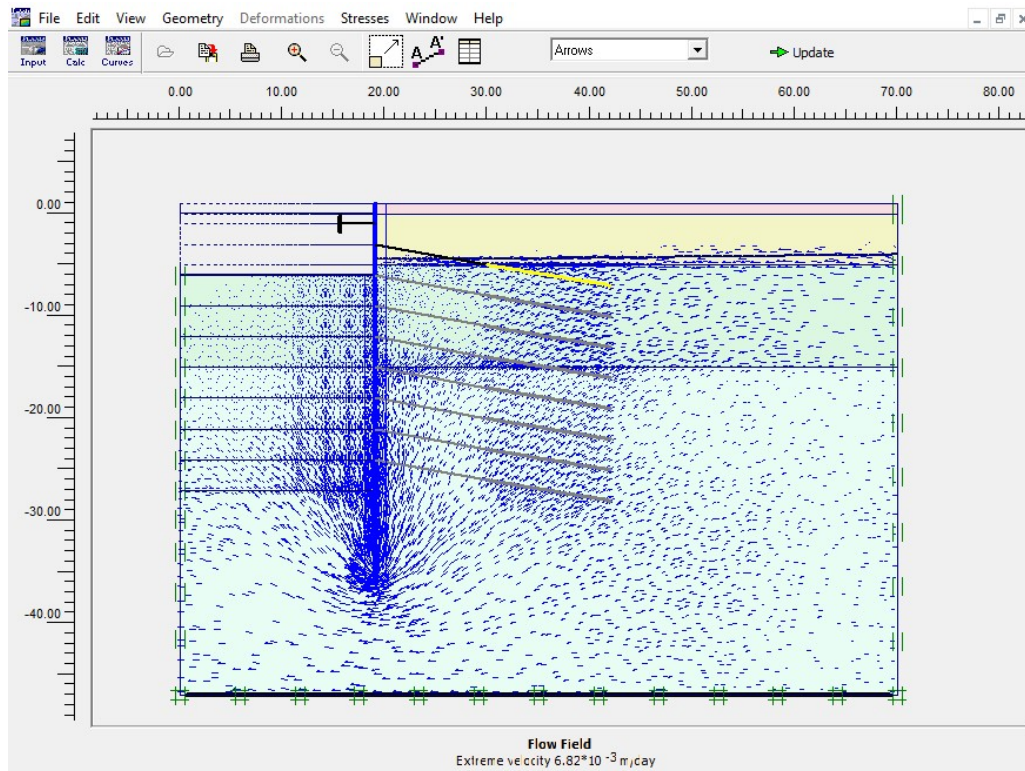 File Edit View Geometry Deformations Stresses Window Help
Input Calc Curves A A' Arrows Update
0.00 10.00 20.00 30.00 40.00 50.00 60.00 70.00 80.00
0.00
-10.00
-20.00
-30.00
-40.00
Flow Field
Extreme velocity 6.82*10 -3 m/cay